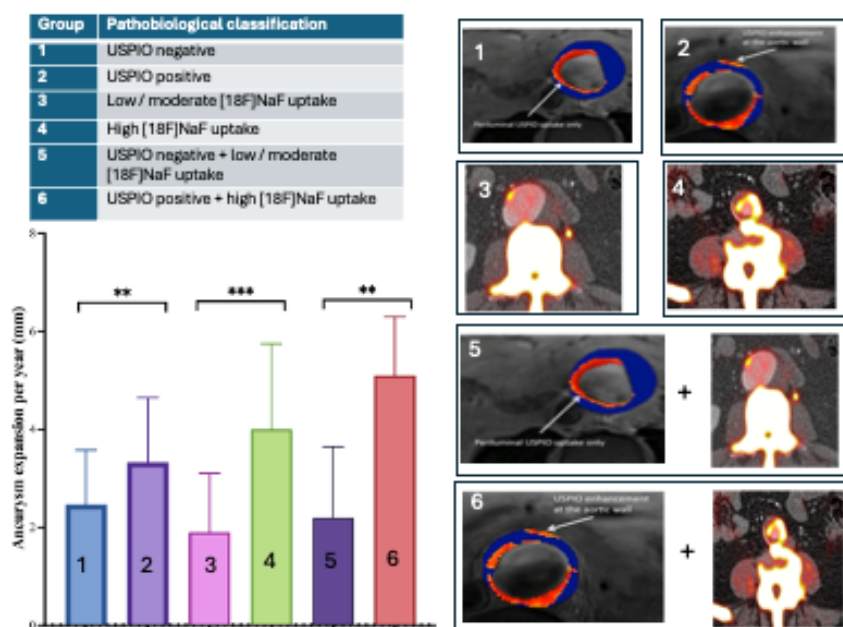 Group Pathobiological classification
1 USPIO negative
2 USPIO positive
3 Low / moderate [18F]NaF uptake
4 High [18F]NaF uptake
5 USPIO negative + low / moderate
[18F]NaF uptake
6 USPIO positive + high [18F]NaF uptake
8
6
4
2
0
Aneurysm expansion per year (mm)
**
***
**
1
2
3
4
5
6
1
Periluminal USPIO uptake only
2
USPIO enhancement
at the aortic wall
3
4
5
Periluminal USPIO uptake only
+
6
USPIO enhancement
at the aortic wall
+